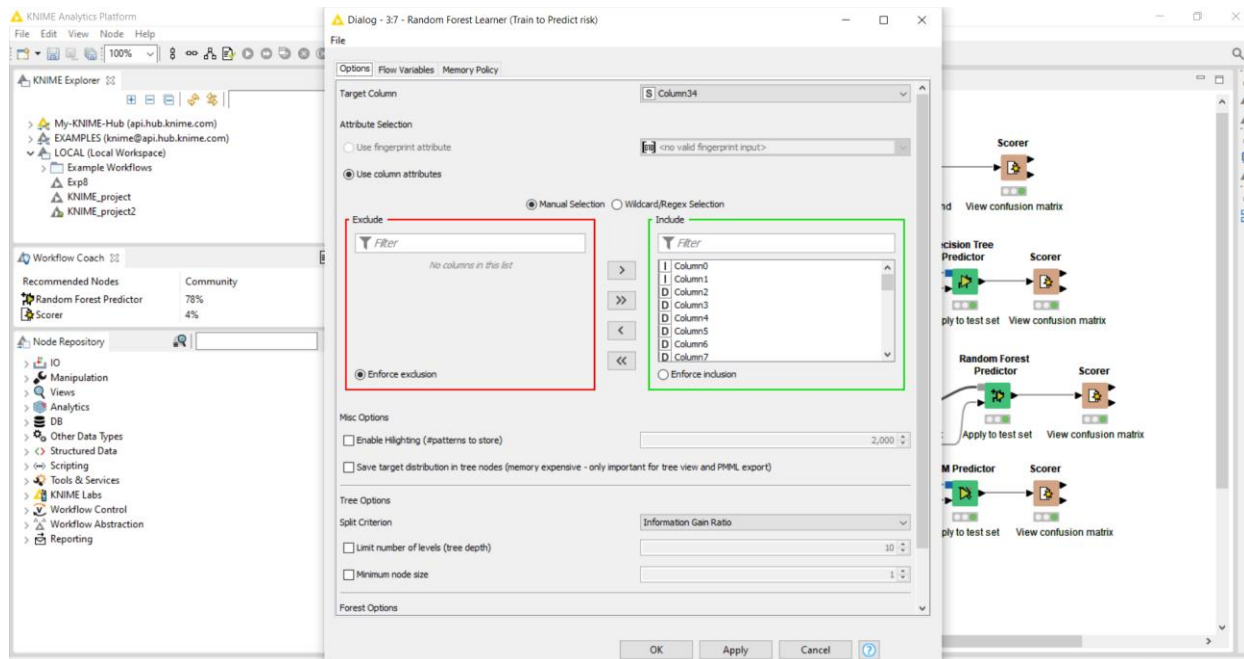 KNIME Analytics Platform
File Edit View Node Help
100%
KNIME Explorer
My-KNIME-Hub (api.hub.knime.com)
EXAMPLES (knime@api.hub.knime.com)
LOCAL (Local Workspace)
Example Workflows
Exp8
KNIME_project
KNIME_project2
Workflow Coach
Recommended Nodes Community
Random Forest Predictor 78%
Scorer 4%
Node Repository
IO
Manipulation
Views
Analytics
DB
Other Data Types
Structured Data
Scripting
Tools & Services
KNIME Labs
Workflow Control
Workflow Abstraction
Reporting
Dialog - 3:7 - Random Forest Learner (Train to Predict risk)
File
Options Flow Variables Memory Policy
Target Column S Column34
Attribute Selection
Use fingerprint attribute <no valid fingerprint input>
Use column attributes
Manual Selection Wildcard/Regex Selection
Exclude
Filter
No columns in this list
Enforce exclusion
>
>>
<
<<
Include
Filter
I Column0
I Column1
D Column2
D Column3
D Column4
D Column5
D Column6
D Column7
Enforce inclusion
Misc Options
Enable Hilighting (#patterns to store) 2,000
Save target distribution in tree nodes (memory expensive - only important for tree view and PMML export)
Tree Options
Split Criterion Information Gain Ratio
Limit number of levels (tree depth) 10
Minimum node size 1
Forest Options
OK Apply Cancel ?
Scorer
View confusion matrix
Tree
Predictor Scorer
to test set View confusion matrix
Random Forest
Predictor Scorer
Apply to test set View confusion matrix
Predictor Scorer
to test set View confusion matrix